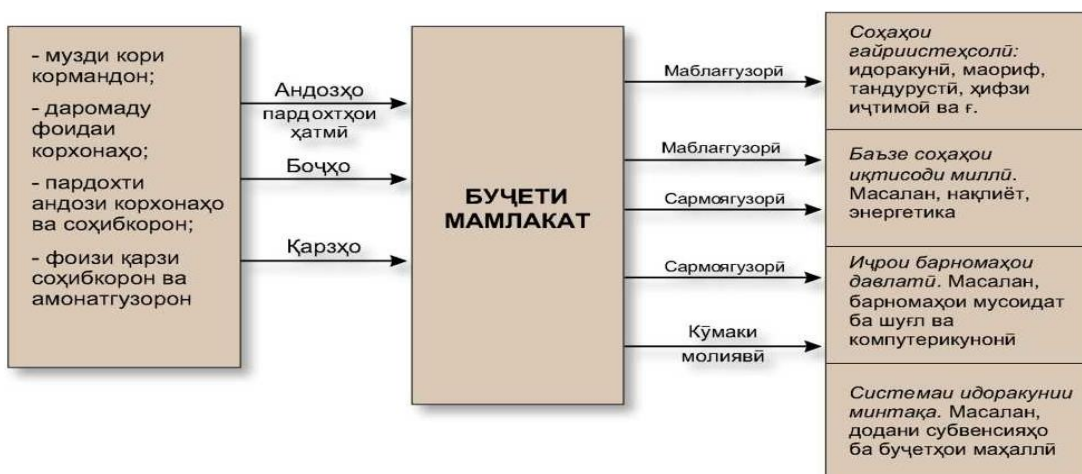 - музди кори
кормандон;
- даромаду
фоидаи
корхонаҳо;
- пардохти
андози корхонаҳо
ва соҳибкорон;
- фоизи қарзи
соҳибкорон ва
амонатгузорон
Андозҳо
пардохтҳои
ҳатмӣ
Боҷҳо
Қарзҳо
БУҶЕТИ
МАМЛАКАТ
Маблағгузорӣ
Маблағгузорӣ
Сармоягузорӣ
Сармоягузорӣ
Кӯмаки
молиявӣ
Соҳаҳои
ғайриистеҳсолӣ:
идоракунӣ, маориф,
тандурустӣ, ҳифзи
иҷтимоӣ ва ғ.
Баъзе соҳаҳои
иқтисоди миллӣ.
Масалан, нақлиёт,
энергетика
Иҷрои барномаҳои
давлатӣ. Масалан,
барномаҳои мусоидат
ба шуғл ва
компутерикунонӣ
Системаи идоракунии
минтақа. Масалан,
додани субвенсияҳо
ба буҷетҳои маҳаллӣ